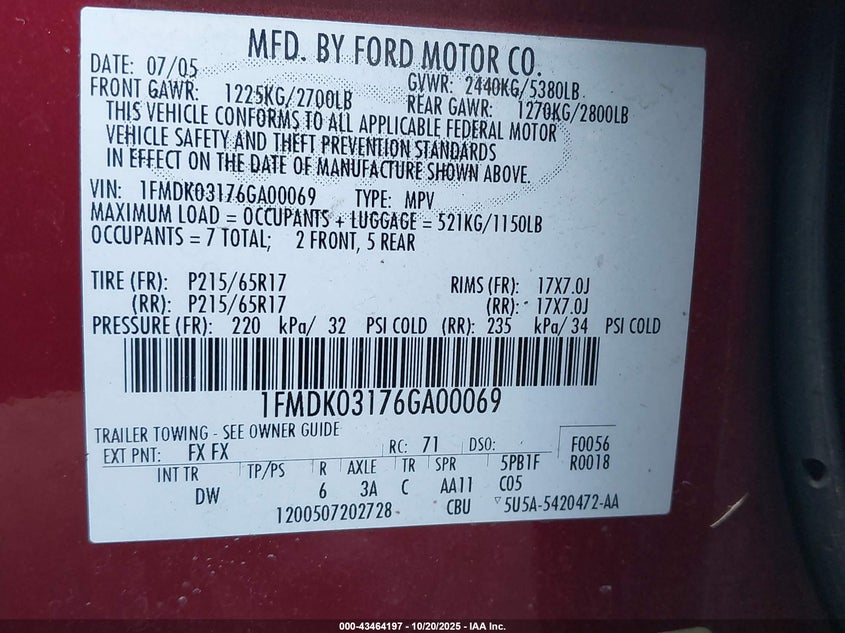 MFD. BY FORD MOTOR CO.
DATE: 07/05 GVWR: 2440KG/5380LB
FRONT GAWR: 1225KG/2700LB REAR GAWR: 1270KG/2800LB
THIS VEHICLE CONFORMS TO ALL APPLICABLE FEDERAL MOTOR
VEHICLE SAFETY AND THEFT PREVENTION STANDARDS
IN EFFECT ON THE DATE OF MANUFACTURE SHOWN ABOVE.
VIN: 1FMDK03176GA00069 TYPE: MPV
MAXIMUM LOAD = OCCUPANTS + LUGGAGE = 521KG/1150LB
OCCUPANTS = 7 TOTAL; 2 FRONT, 5 REAR
TIRE (FR): P215/65R17 RIMS (FR): 17X7.0J
(RR): P215/65R17 (RR): 17X7.0J
PRESSURE (FR): 220 kPa/ 32 PSI COLD (RR): 235 kPa/ 34 PSI COLD
1FMDK03176GA00069
TRAILER TOWING - SEE OWNER GUIDE
EXT PNT: FX FX RC: 71 DSO: F0056
INT TR TP/PS R AXLE TR SPR 5PB1F R0018
DW 6 3A C AA11 C05
1200507202728 CBU 5U5A-5420472-AA
000-43464197 - 10/20/2025 - IAA Inc.